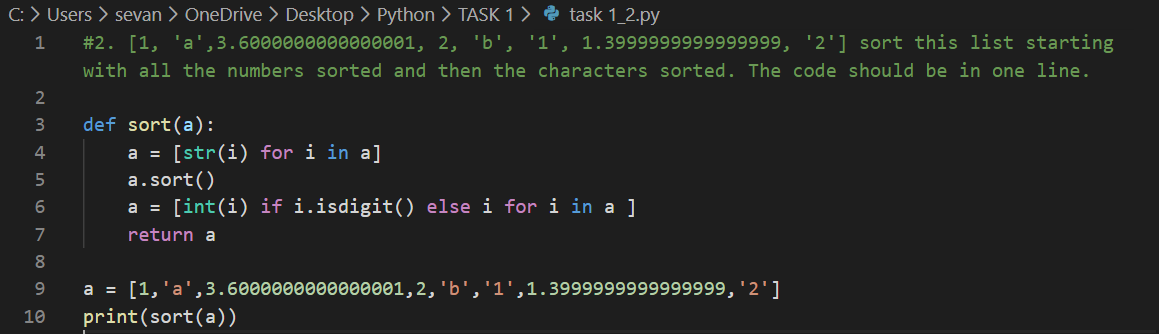 C: > Users > sevan > OneDrive > Desktop > Python > TASK 1 > task 1_2.py
1 #2. [1, 'a',3.6000000000000001, 2, 'b', '1', 1.3999999999999999, '2'] sort this list starting
with all the numbers sorted and then the characters sorted. The code should be in one line.
2
3 def sort(a):
4     a = [str(i) for i in a]
5     a.sort()
6     a = [int(i) if i.isdigit() else i for i in a ]
7     return a
8
9 a = [1,'a',3.6000000000000001,2,'b','1',1.3999999999999999,'2']
10 print(sort(a))